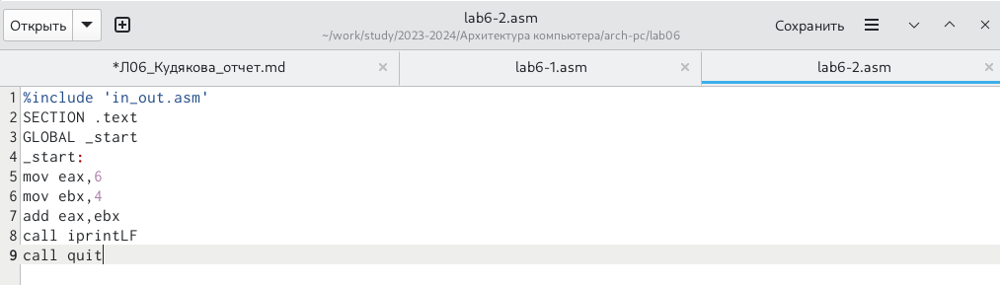 Открыть
lab6-2.asm
~/work/study/2023-2024/Архитектура компьютера/arch-pc/lab06
Сохранить
*Л06_Кудякова_отчет.md
lab6-1.asm
lab6-2.asm
1 %include 'in_out.asm'
2 SECTION .text
3 GLOBAL _start
4 _start:
5 mov eax,6
6 mov ebx,4
7 add eax,ebx
8 call iprintLF
9 call quit